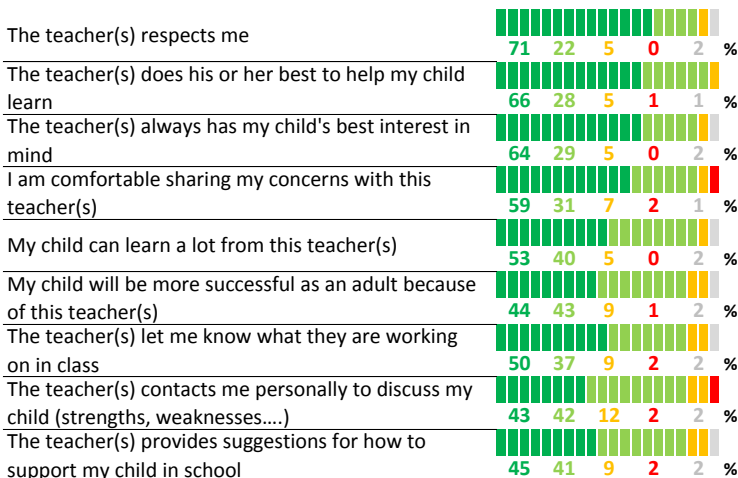 The teacher(s) respects me
71 22 5 0 2 %
The teacher(s) does his or her best to help my child
learn
66 28 5 1 1 %
The teacher(s) always has my child's best interest in
mind
64 29 5 0 2 %
I am comfortable sharing my concerns with this
teacher(s)
59 31 7 2 1 %
My child can learn a lot from this teacher(s)
53 40 5 0 2 %
My child will be more successful as an adult because
of this teacher(s)
44 43 9 1 2 %
The teacher(s) let me know what they are working
on in class
50 37 9 2 2 %
The teacher(s) contacts me personally to discuss my
child (strengths, weaknesses....)
43 42 12 2 2 %
The teacher(s) provides suggestions for how to
support my child in school
45 41 9 2 2 %